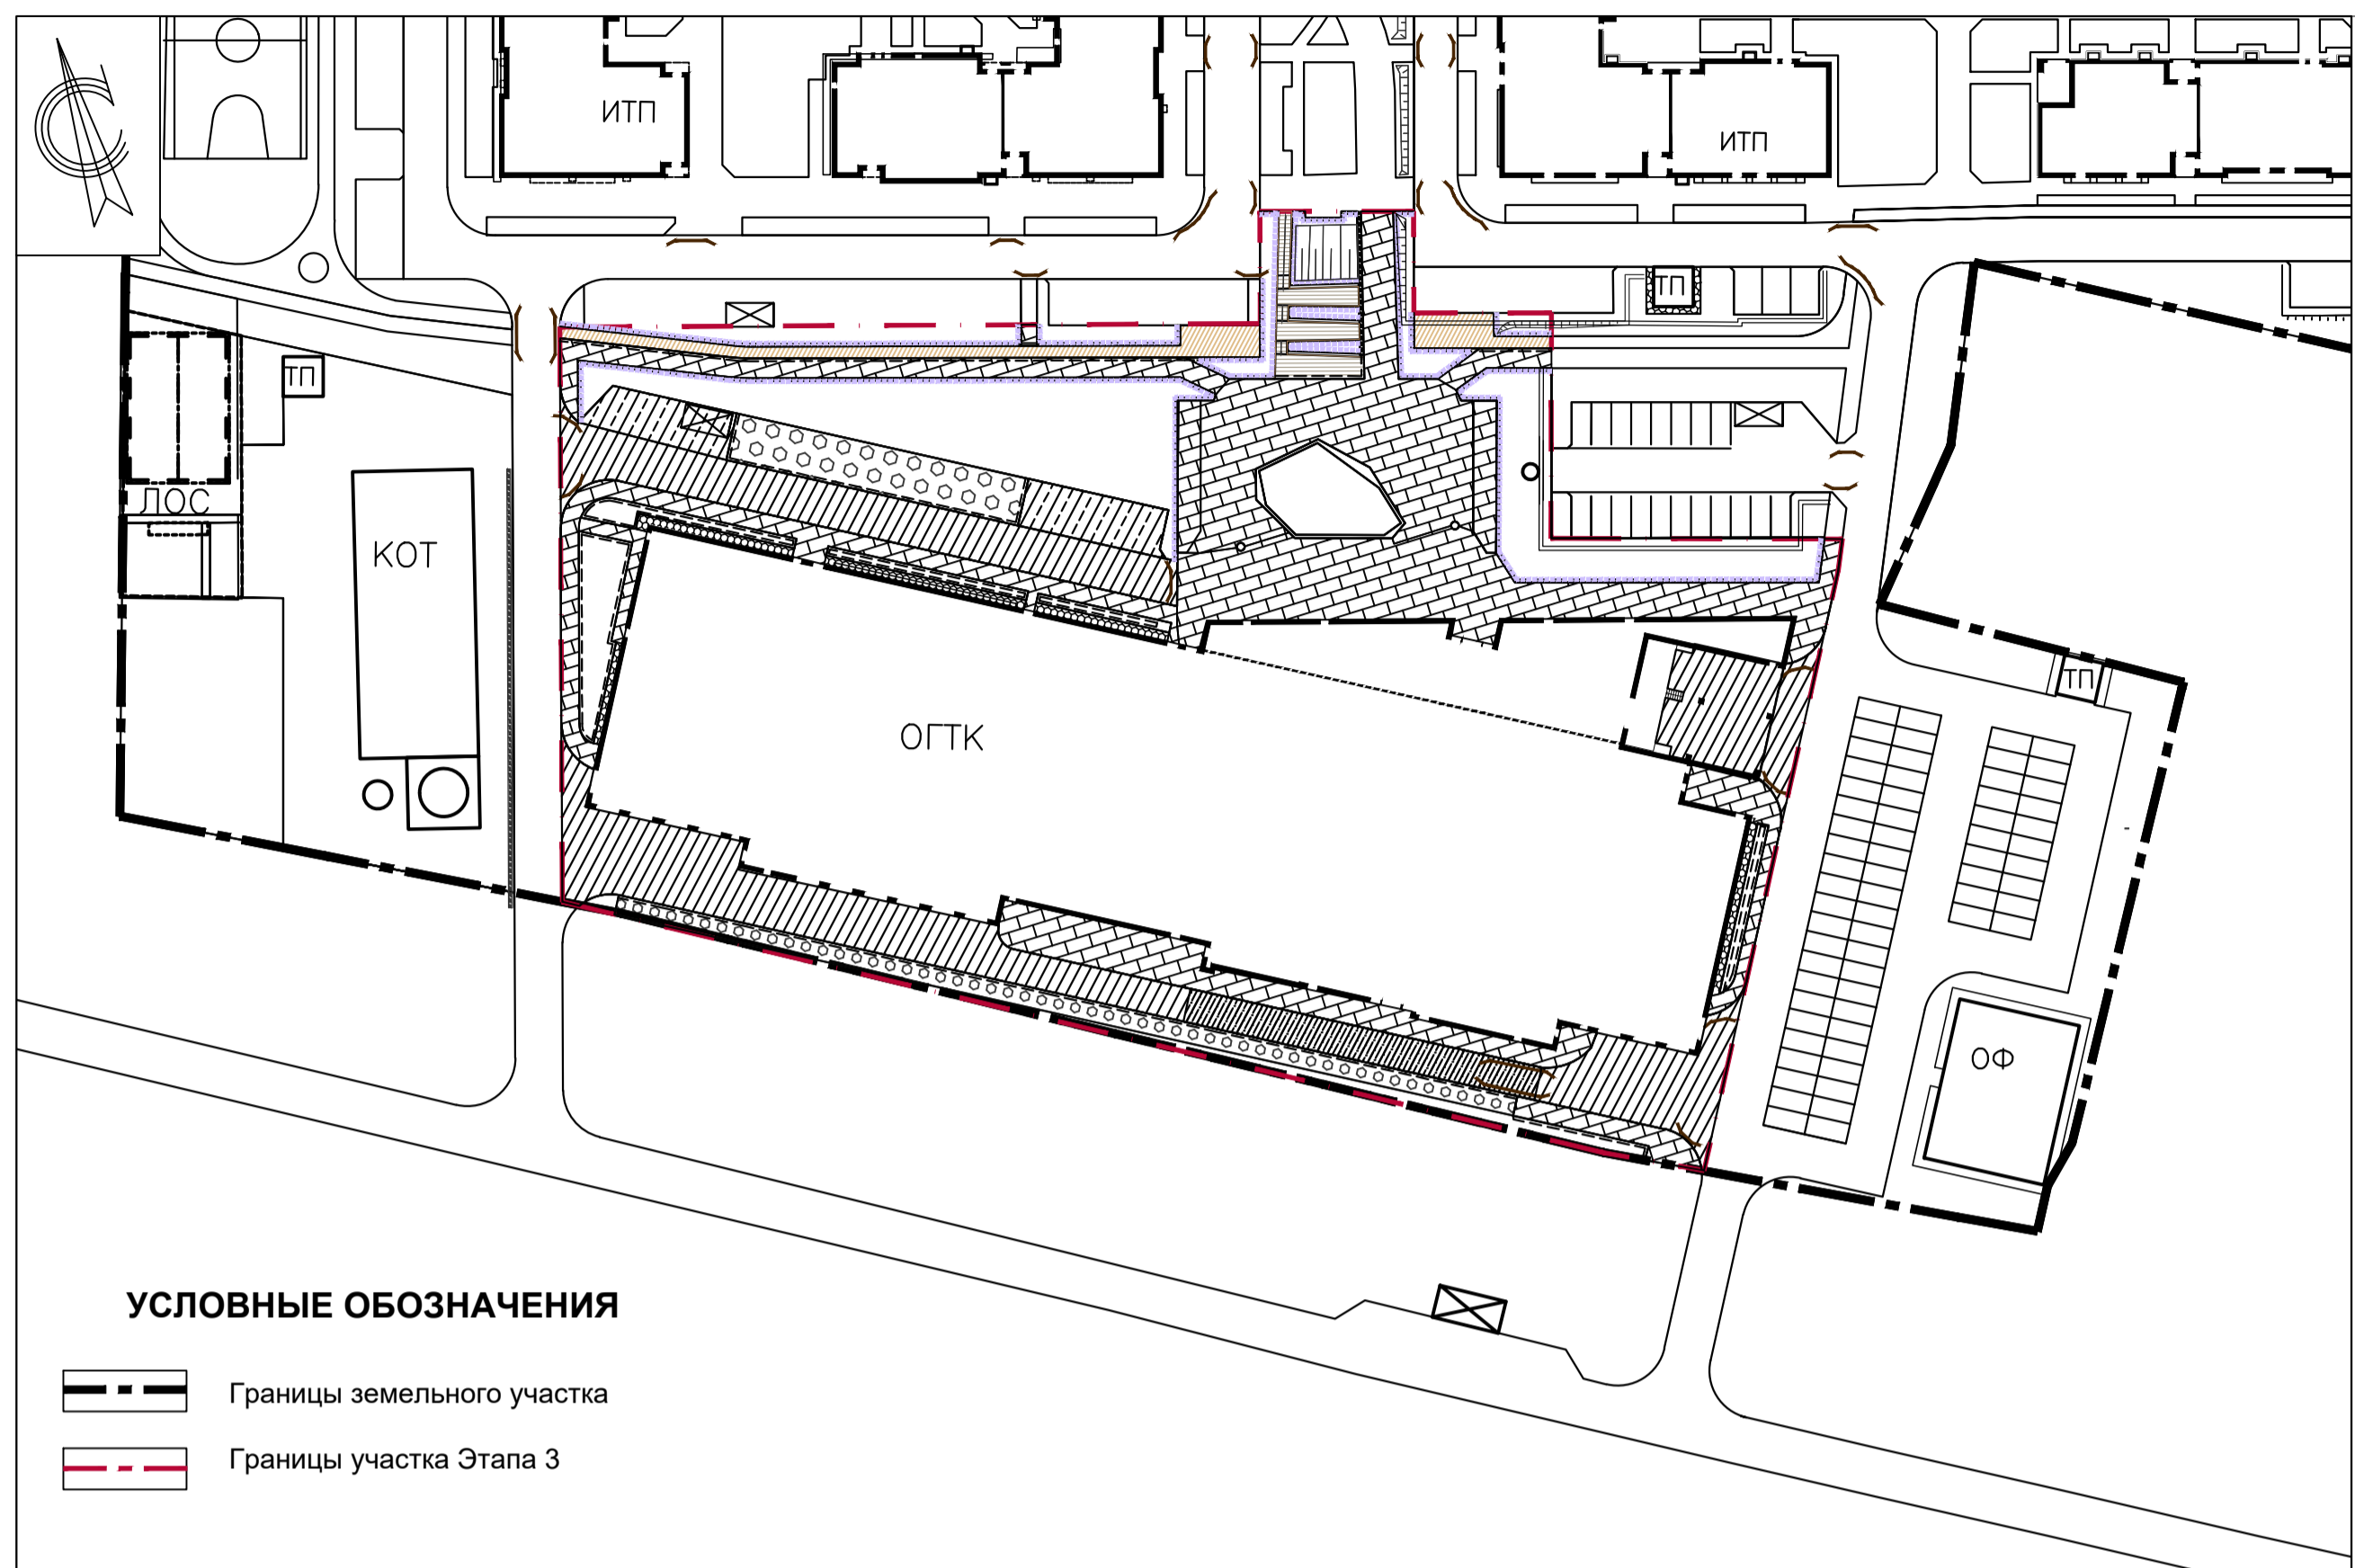 ИТП
ИТП
ТП
ТП
ЛОС
КОТ
ТП
ОГТК
ОФ
УСЛОВНЫЕ ОБОЗНАЧЕНИЯ
Границы земельного участка
Границы участка Этапа 3